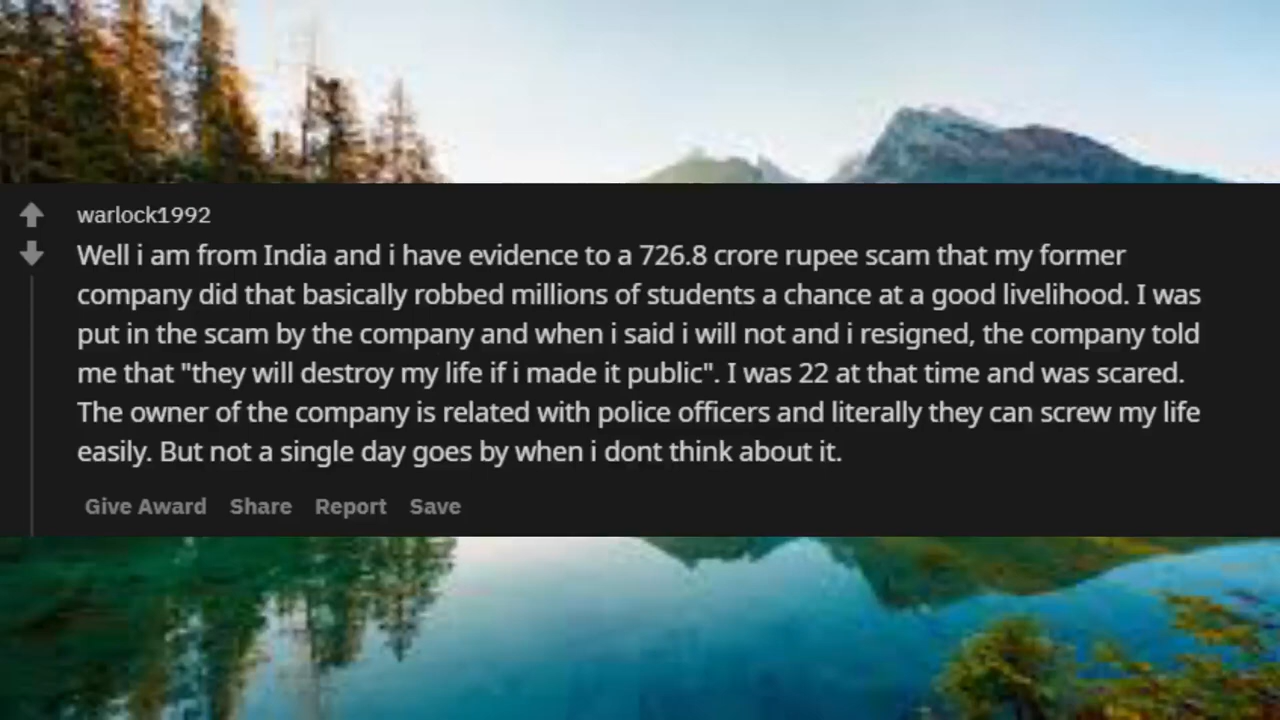 warlock1992
Well i am from India and i have evidence to a 726.8 crore rupee scam that my former
company did that basically robbed millions of students a chance at a good livelihood. I was
put in the scam by the company and when i said i will not and i resigned, the company told
me that "they will destroy my life if i made it public". I was 22 at that time and was scared.
The owner of the company is related with police officers and literally they can screw my life
easily. But not a single day goes by when i dont think about it.
Give Award Share Report Save